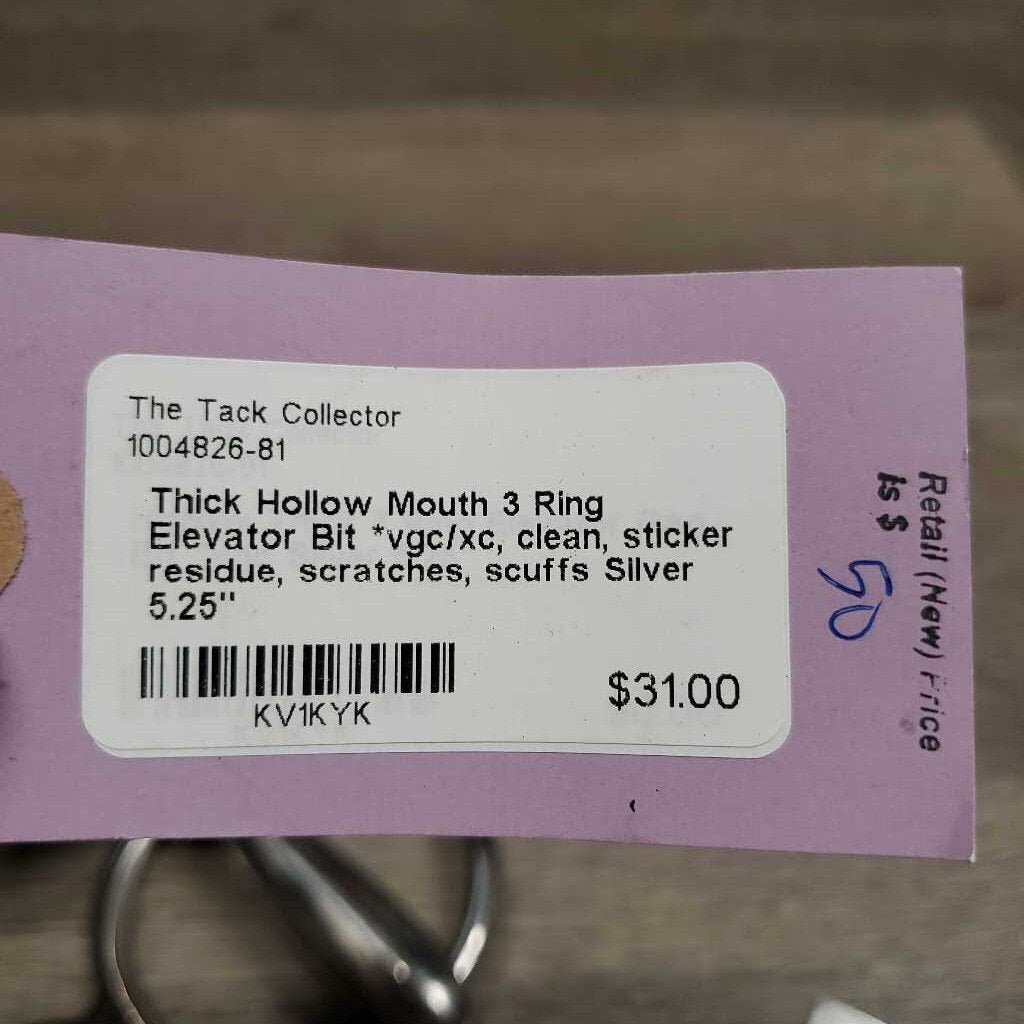 The Tack Collector
1004826-81
Thick Hollow Mouth 3 Ring
Elevator Bit *vgc/xc, clean, sticker
residue, scratches, scuffs Silver
5.25"
KV1KYK
$31.00
Retail (New) Price
is $
50